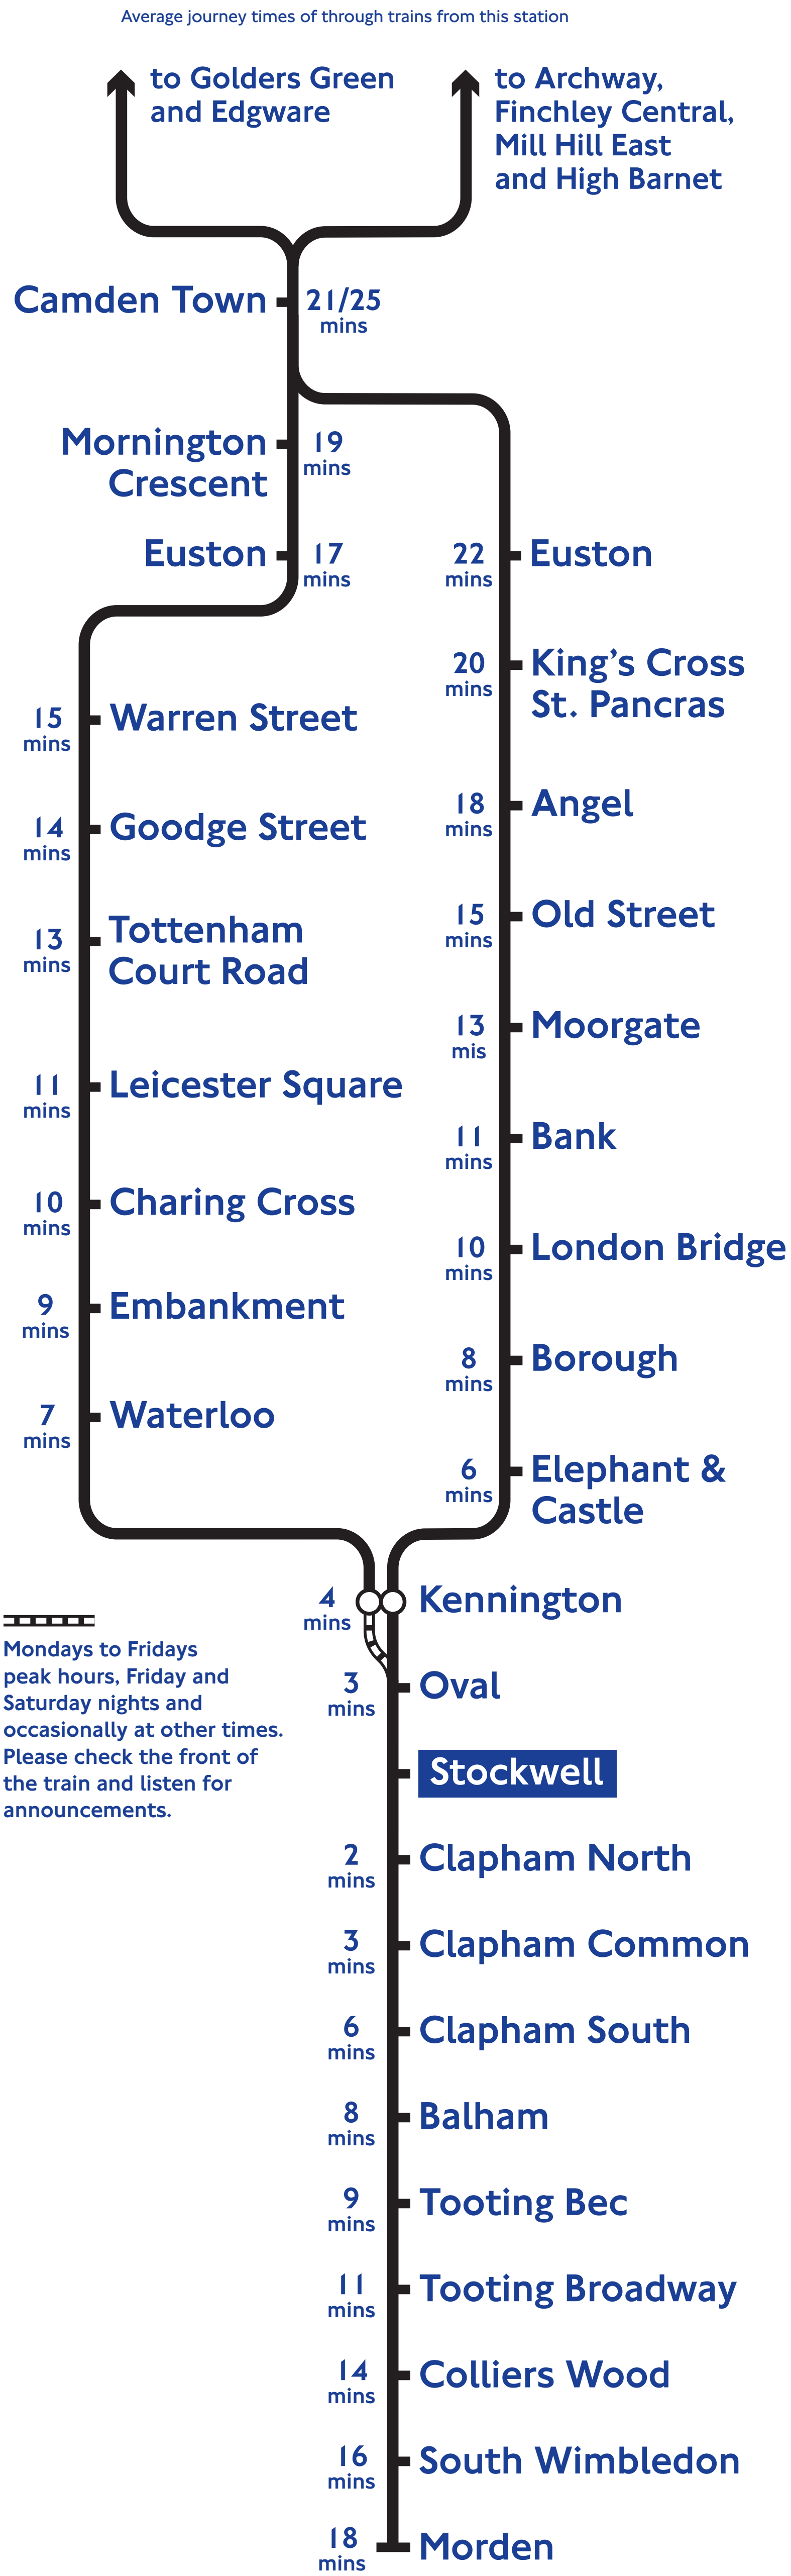 Average journey times of through trains from this station
to Golders Green
and Edgware
to Archway,
Finchley Central,
Mill Hill East
and High Barnet
Camden Town
21/25
mins
Mornington
Crescent
19
mins
Euston
17
mins
22
mins
Euston
20
mins
King's Cross
St. Pancras
15
mins
Warren Street
18
mins
Angel
14
mins
Goodge Street
15
mins
Old Street
13
mins
Tottenham
Court Road
13
mis
Moorgate
11
mins
Leicester Square
11
mins
Bank
10
mins
Charing Cross
10
mins
London Bridge
9
mins
Embankment
8
mins
Borough
7
mins
Waterloo
6
mins
Elephant &
Castle
4
mins
Kennington
Mondays to Fridays
peak hours, Friday and
Saturday nights and
occasionally at other times.
Please check the front of
the train and listen for
announcements.
3
mins
Oval
Stockwell
2
mins
Clapham North
3
mins
Clapham Common
6
mins
Clapham South
8
mins
Balham
9
mins
Tooting Bec
11
mins
Tooting Broadway
14
mins
Colliers Wood
16
mins
South Wimbledon
18
mins
Morden